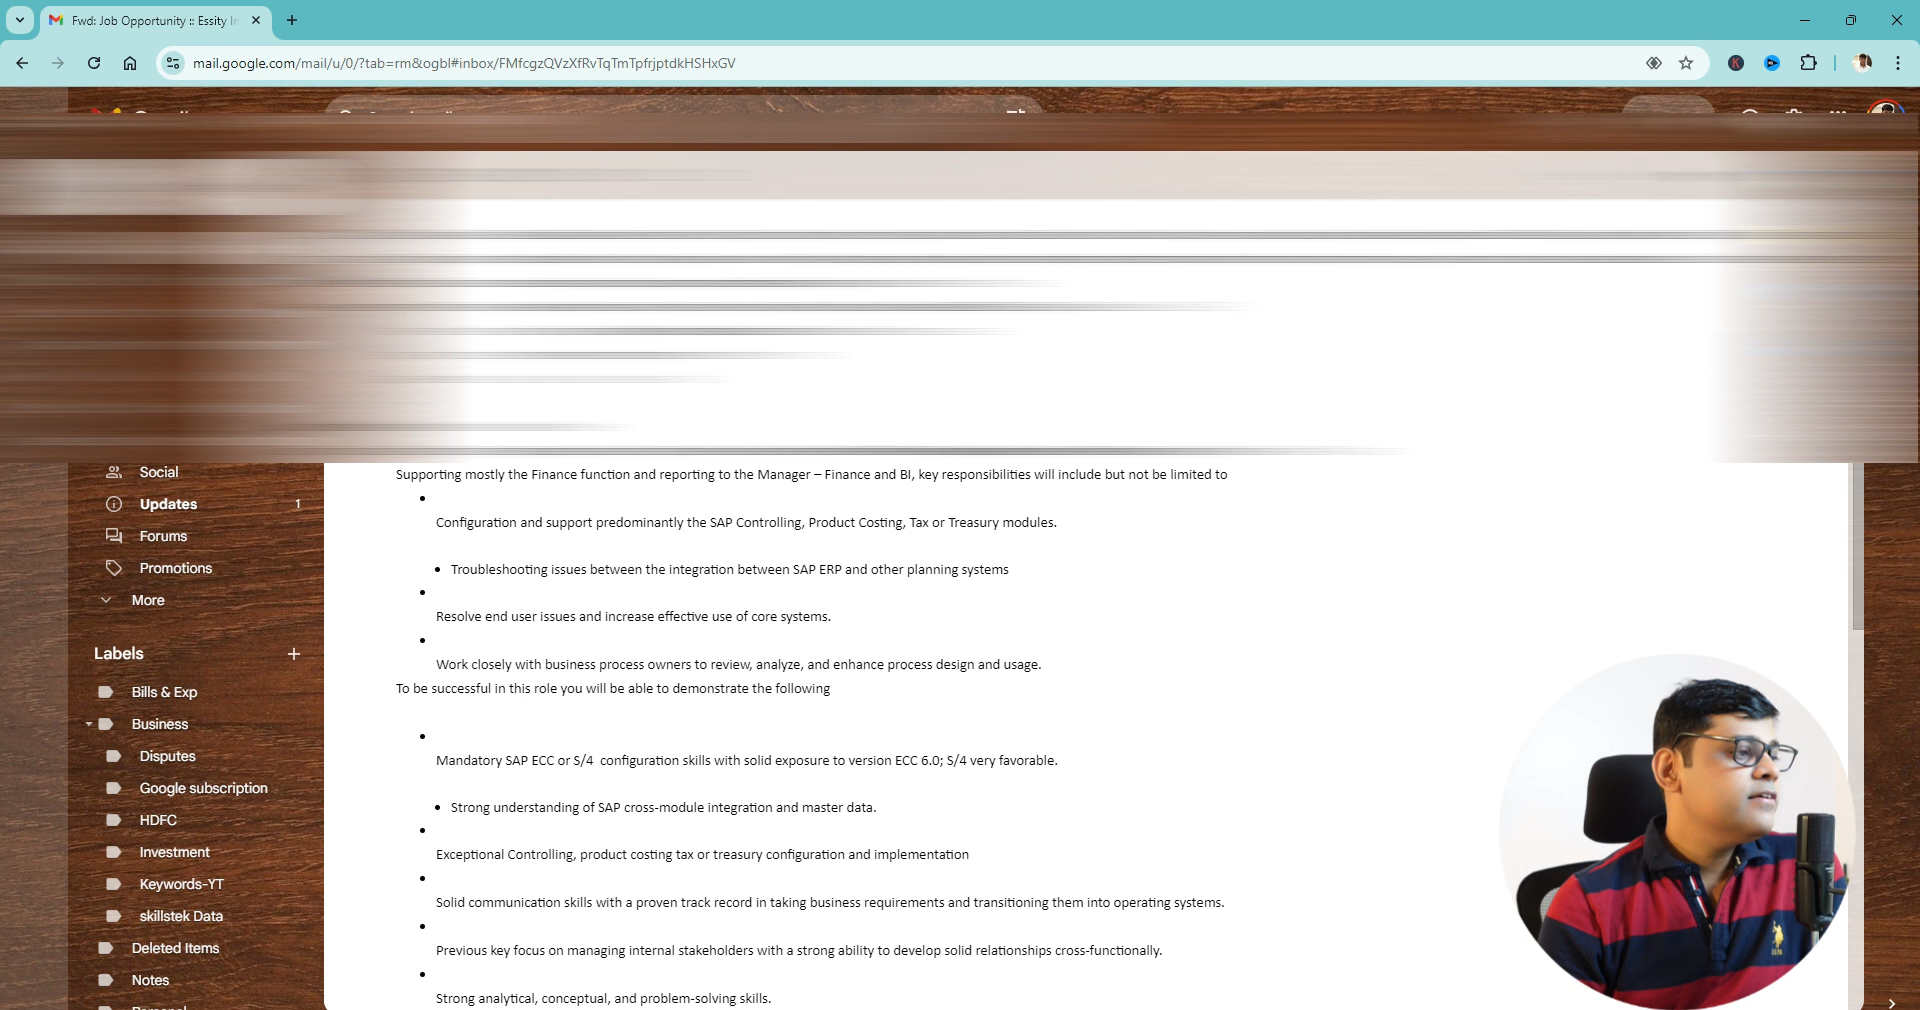 Fwd: Job Opportunity :: Essity In
mail.google.com/mail/u/0/?tab=rm&ogbl#inbox/FMfcgzQVzXfRvTqTmTpfrjptdkHSHxGV
Social
Updates 1
Forums
Promotions
More
Labels
Bills & Exp
Business
Disputes
Google subscription
HDFC
Investment
Keywords-YT
skillstek Data
Deleted Items
Notes
Supporting mostly the Finance function and reporting to the Manager – Finance and BI, key responsibilities will include but not be limited to
Configuration and support predominantly the SAP Controlling, Product Costing, Tax or Treasury modules.
Troubleshooting issues between the integration between SAP ERP and other planning systems
Resolve end user issues and increase effective use of core systems.
Work closely with business process owners to review, analyze, and enhance process design and usage.
To be successful in this role you will be able to demonstrate the following
Mandatory SAP ECC or S/4 configuration skills with solid exposure to version ECC 6.0; S/4 very favorable.
Strong understanding of SAP cross-module integration and master data.
Exceptional Controlling, product costing tax or treasury configuration and implementation
Solid communication skills with a proven track record in taking business requirements and transitioning them into operating systems.
Previous key focus on managing internal stakeholders with a strong ability to develop solid relationships cross-functionally.
Strong analytical, conceptual, and problem-solving skills.